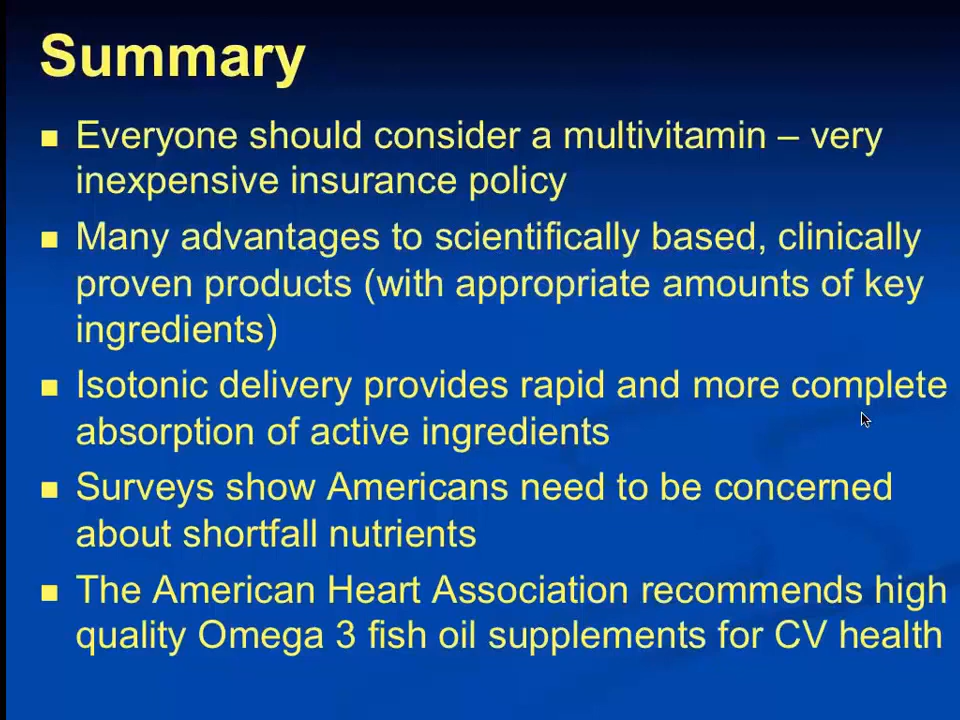 Summary
Everyone should consider a multivitamin – very
inexpensive insurance policy
Many advantages to scientifically based, clinically
proven products (with appropriate amounts of key
ingredients)
Isotonic delivery provides rapid and more complete
absorption of active ingredients
Surveys show Americans need to be concerned
about shortfall nutrients
The American Heart Association recommends high
quality Omega 3 fish oil supplements for CV health